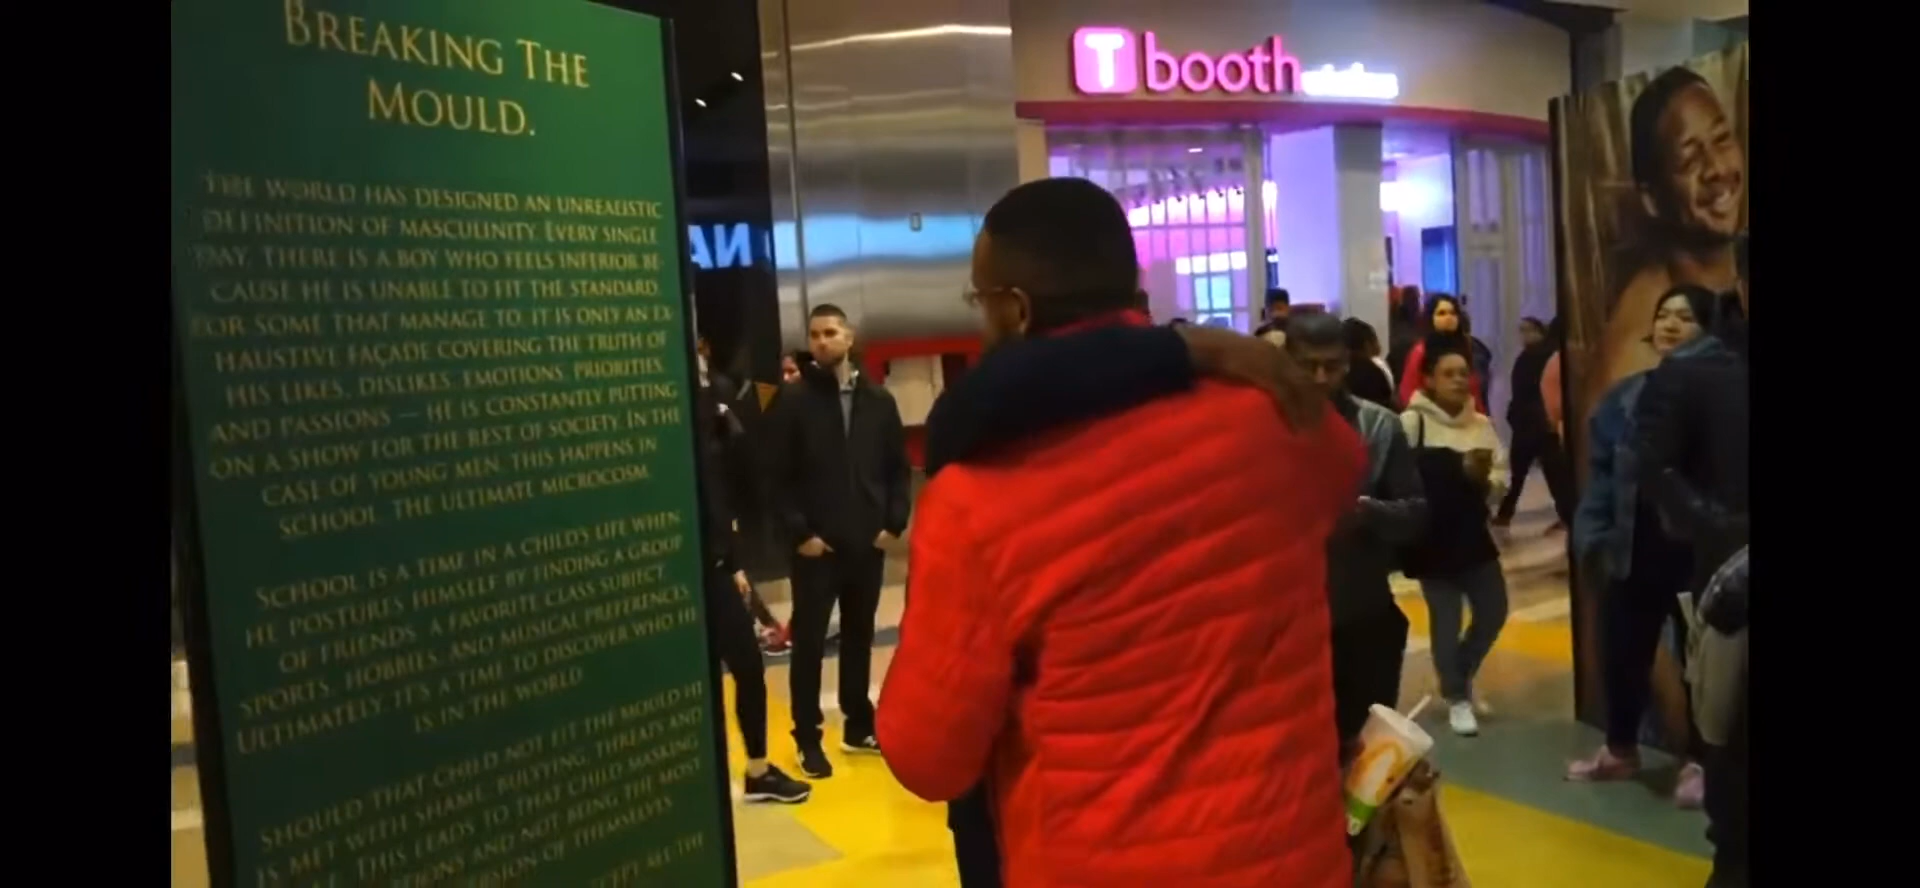 BREAKING THE
MOULD.
THE WORLD HAS DESIGNED AN UNREALISTIC
DEFINITION OF MASCULINITY. EVERY SINGLE
DAY, THERE IS A BOY WHO FEELS INFERIOR BE-
CAUSE HE IS UNABLE TO FIT THE STANDARD.
FOR SOME THAT MANAGE TO, IT IS ONLY AN EX-
HAUSTIVE FAÇADE COVERING THE TRUTH OF
HIS LIKES, DISLIKES, EMOTIONS, PRIORITIES,
AND PASSIONS — HE IS CONSTANTLY PUTTING
ON A SHOW FOR THE REST OF SOCIETY. IN THE
CASE OF YOUNG MEN, THIS HAPPENS IN
SCHOOL, THE ULTIMATE MICROCOSM.
SCHOOL IS A TIME IN A CHILD'S LIFE WHEN
HE POSTURES HIMSELF BY FINDING A GROUP
OF FRIENDS, A FAVORITE CLASS SUBJECT,
SPORTS, HOBBIES, AND MUSICAL PREFERENCES.
ULTIMATELY, IT'S A TIME TO DISCOVER WHO HE
IS IN THE WORLD.
SHOULD THAT CHILD NOT FIT THE MOULD HE
IS MET WITH SHAME, BULLYING, THREATS AND
THIS LEADS TO THAT CHILD MASKING
AND NOT BEING THE MOST
VERSION OF THEMSELVES
ALL THE
T booth wireless